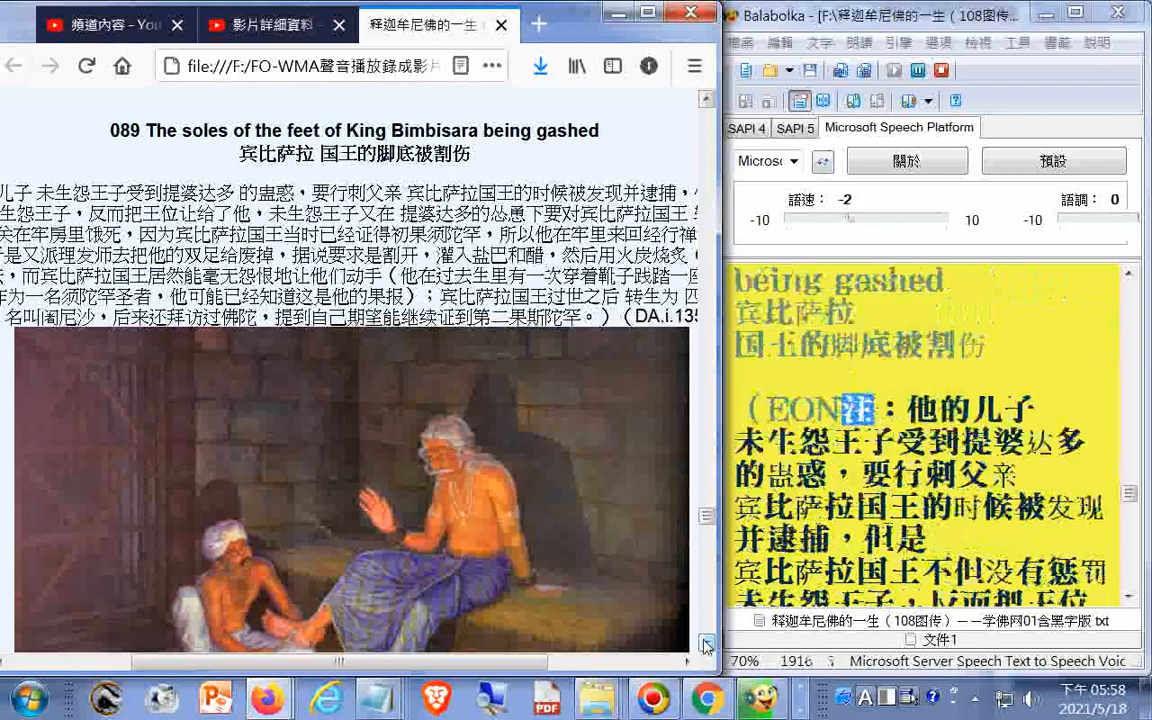 頻道內容 - You
影片詳細資料 -
释迦牟尼佛的一生
file:///F:/FO-WMA聲音播放錄成影片
089 The soles of the feet of King Bimbisara being gashed
宾比萨拉 国王的脚底被割伤
儿子 未生怨王子受到提婆达多 的蛊惑，要行刺父亲 宾比萨拉国王的时候被发现并逮捕，
生怨王子，反而把王位让给了他，未生怨王子又在 提婆达多的怂恿下要对宾比萨拉国王
关在牢房里饿死，因为宾比萨拉国王当时已经证得初果须陀罕，所以他在牢里来回经行禅
子是又派理发师去把他的双足给废掉，据说要求是割开，灌入盐巴和醋，然后用火炭烧炙（
，而宾比萨拉国王居然能毫无怨恨地让他们动手（他在过去生里有一次穿着靴子践踏一座
作为一名须陀罕圣者，他可能已经知道这是他的果报）；宾比萨拉国王过世之后 转生为 四
名叫阇尼沙，后来还拜访过佛陀，提到自己期望能继续证到第二果斯陀罕。）（DA.i.135
Balabolka - [F:\释迦牟尼佛的一生（108图传）...
檔案 編輯 文字 朗讀 引擎 選項 檢視 工具 書籤 說明
SAPI 4 SAPI 5 Microsoft Speech Platform
Micros 關於 預設
語速： -2 語調： 0
-10 10 -10
being gashed
宾比萨拉
国王的脚底被割伤
（EON注：他的儿子
未生怨王子受到提婆达多
的蛊惑，要行刺父亲
宾比萨拉国王的时候被发现
并逮捕，但是
宾比萨拉国王不但没有惩罚
未生怨王子，反而把王位
释迦牟尼佛的一生（108图传）——学佛网01含黑字版.txt
文件1
70% 1916 Microsoft Server Speech Text to Speech Voic
下午 05:58
2021/5/18